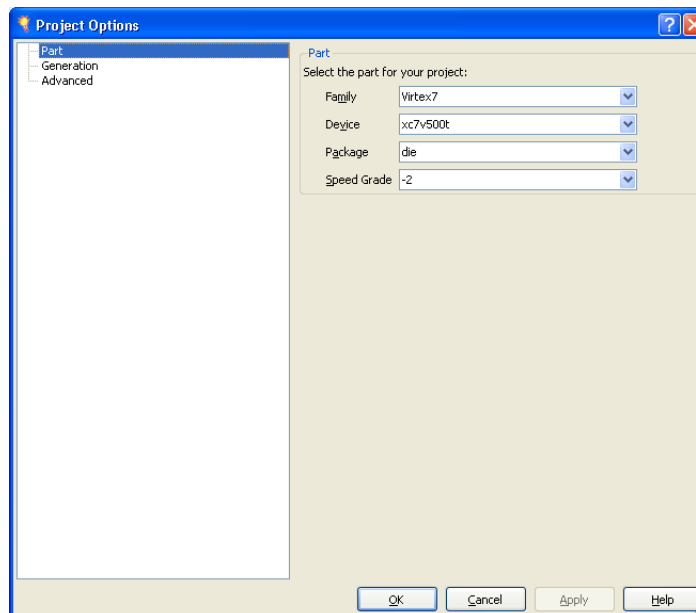 Project Options
Part
Generation
Advanced
Part
Select the part for your project:
Family Virtex7
Device xc7v500t
Package die
Speed Grade -2
OK Cancel Apply Help